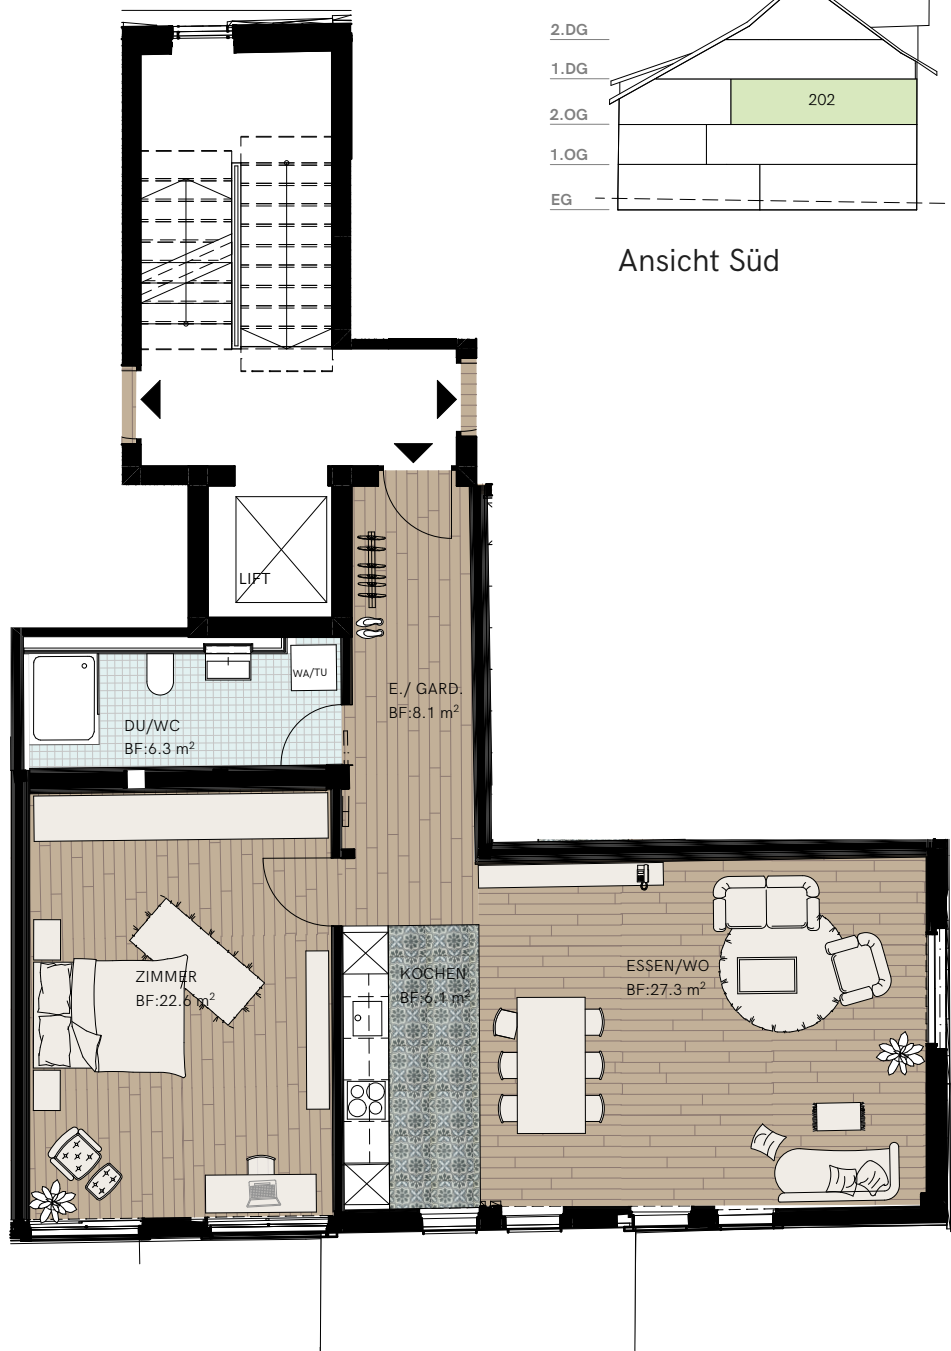 2.DG
1.DG
202
2.OG
1.OG
EG
Ansicht Süd
LIFT
WA/TU
E./ GARD.
BF:8.1 m²
DU/WC
BF:6.3 m²
ZIMMER
BF:22.6 m²
KOCHEN
BF:6.1 m²
ESSEN/WO
BF:27.3 m²